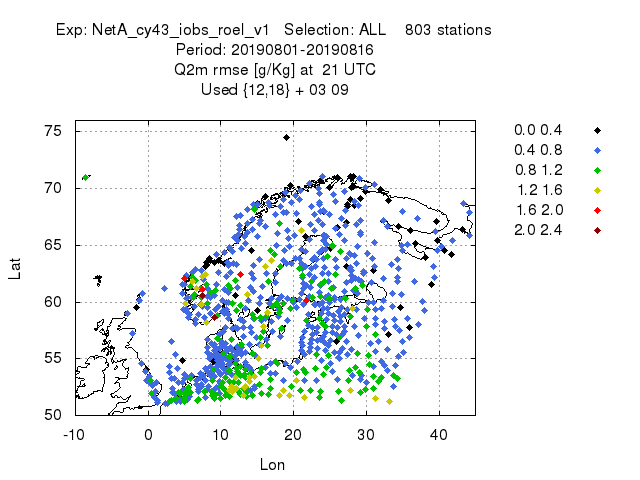 Exp: NetA_cy43_iobs_roel_v1 Selection: ALL 803 stations
Period: 20190801-20190816
Q2m rmse [g/Kg] at 21 UTC
Used {12,18} + 03 09
75
70
65
60
55
50
-10 0 10 20 30 40
Lat
Lon
0.0 0.4
0.4 0.8
0.8 1.2
1.2 1.6
1.6 2.0
2.0 2.4